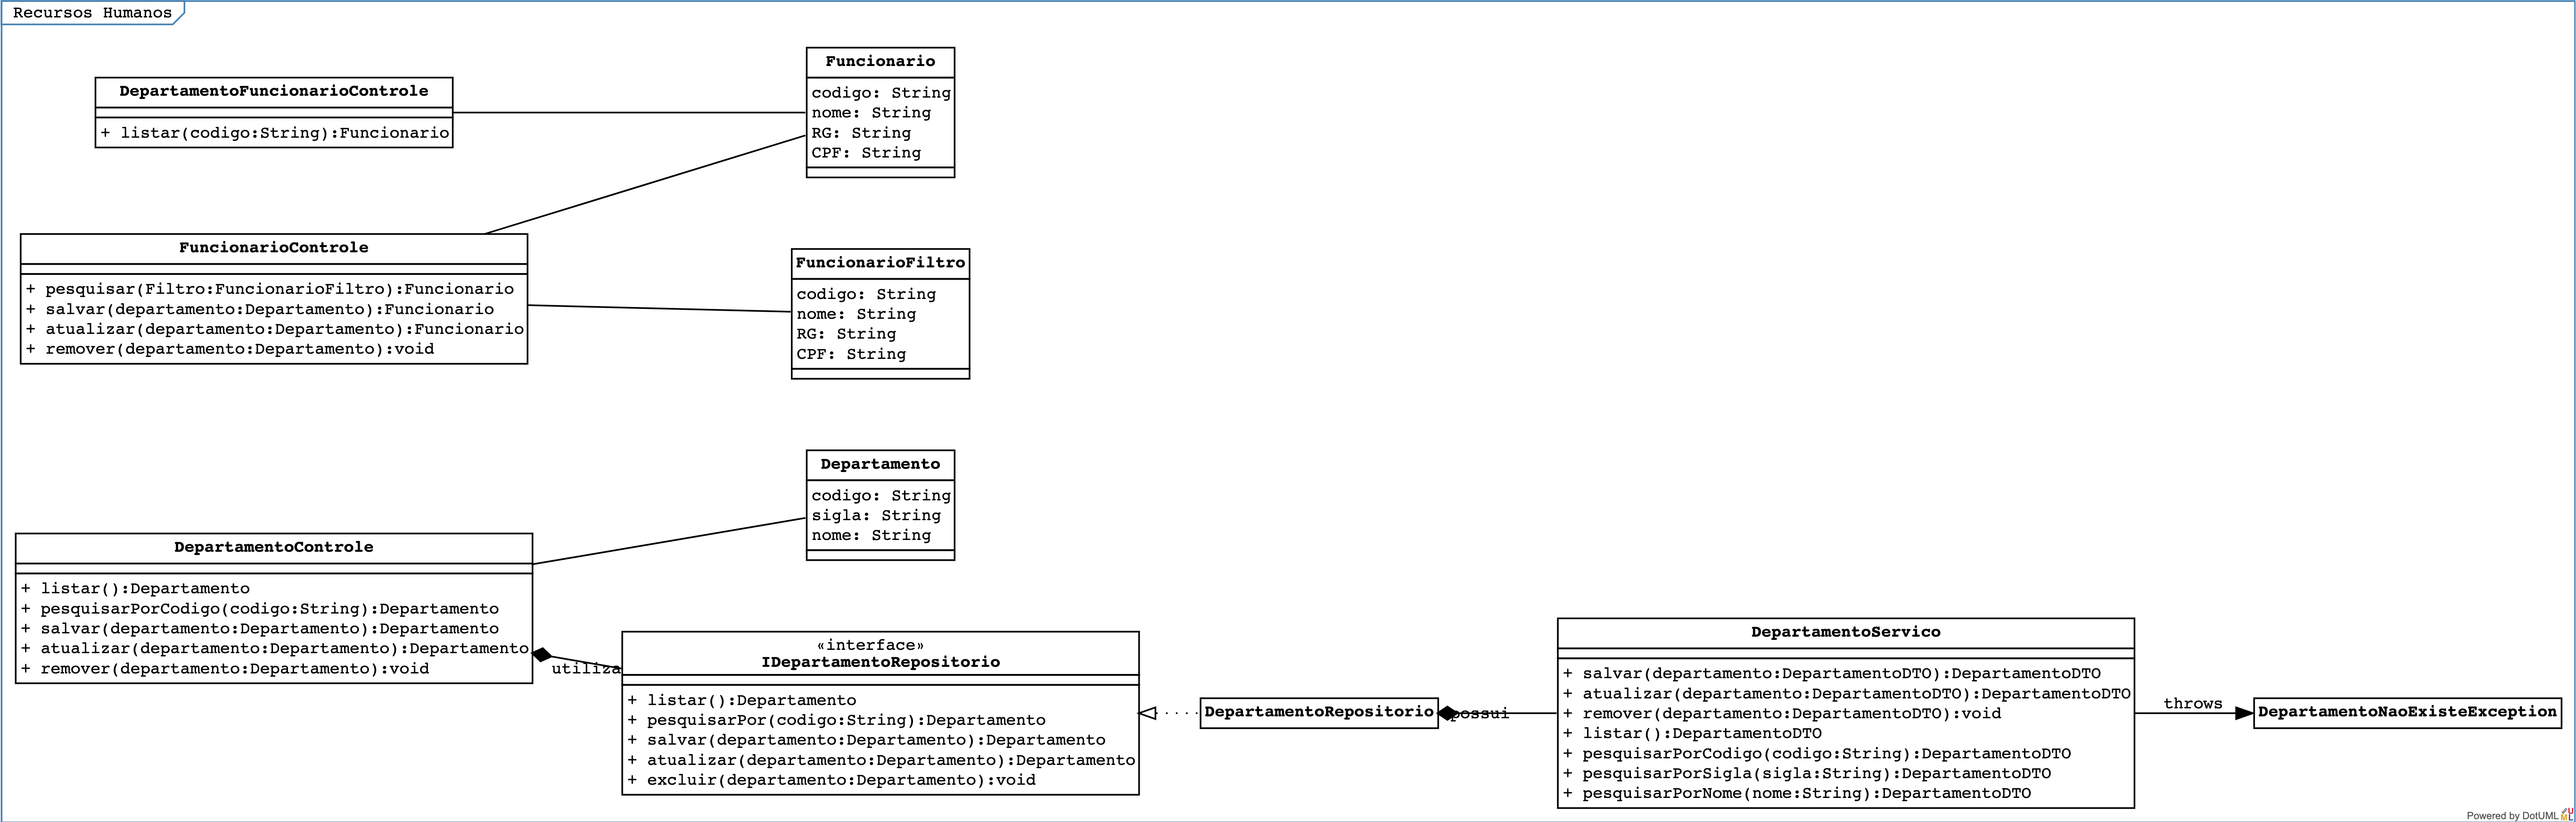 Recursos Humanos
Funcionario
codigo: String
nome: String
RG: String
CPF: String
DepartamentoFuncionarioControle
+ listar(codigo:String):Funcionario
FuncionarioControle
+ pesquisar(Filtro:FuncionarioFiltro):Funcionario
+ salvar(departamento:Departamento):Funcionario
+ atualizar(departamento:Departamento):Funcionario
+ remover(departamento:Departamento):void
FuncionarioFiltro
codigo: String
nome: String
RG: String
CPF: String
Departamento
codigo: String
sigla: String
nome: String
DepartamentoControle
+ listar():Departamento
+ pesquisarPorCodigo(codigo:String):Departamento
+ salvar(departamento:Departamento):Departamento
+ atualizar(departamento:Departamento):Departamento
+ remover(departamento:Departamento):void
utiliza
«interface»
IDepartamentoRepositorio
+ listar():Departamento
+ pesquisarPor(codigo:String):Departamento
+ salvar(departamento:Departamento):Departamento
+ atualizar(departamento:Departamento):Departamento
+ excluir(departamento:Departamento):void
DepartamentoRepositorio
possui
DepartamentoServico
+ salvar(departamento:DepartamentoDTO):DepartamentoDTO
+ atualizar(departamento:DepartamentoDTO):DepartamentoDTO
+ remover(departamento:DepartamentoDTO):void
+ listar():DepartamentoDTO
+ pesquisarPorCodigo(codigo:String):DepartamentoDTO
+ pesquisarPorSigla(sigla:String):DepartamentoDTO
+ pesquisarPorNome(nome:String):DepartamentoDTO
throws
DepartamentoNaoExisteException
Powered by DotUML